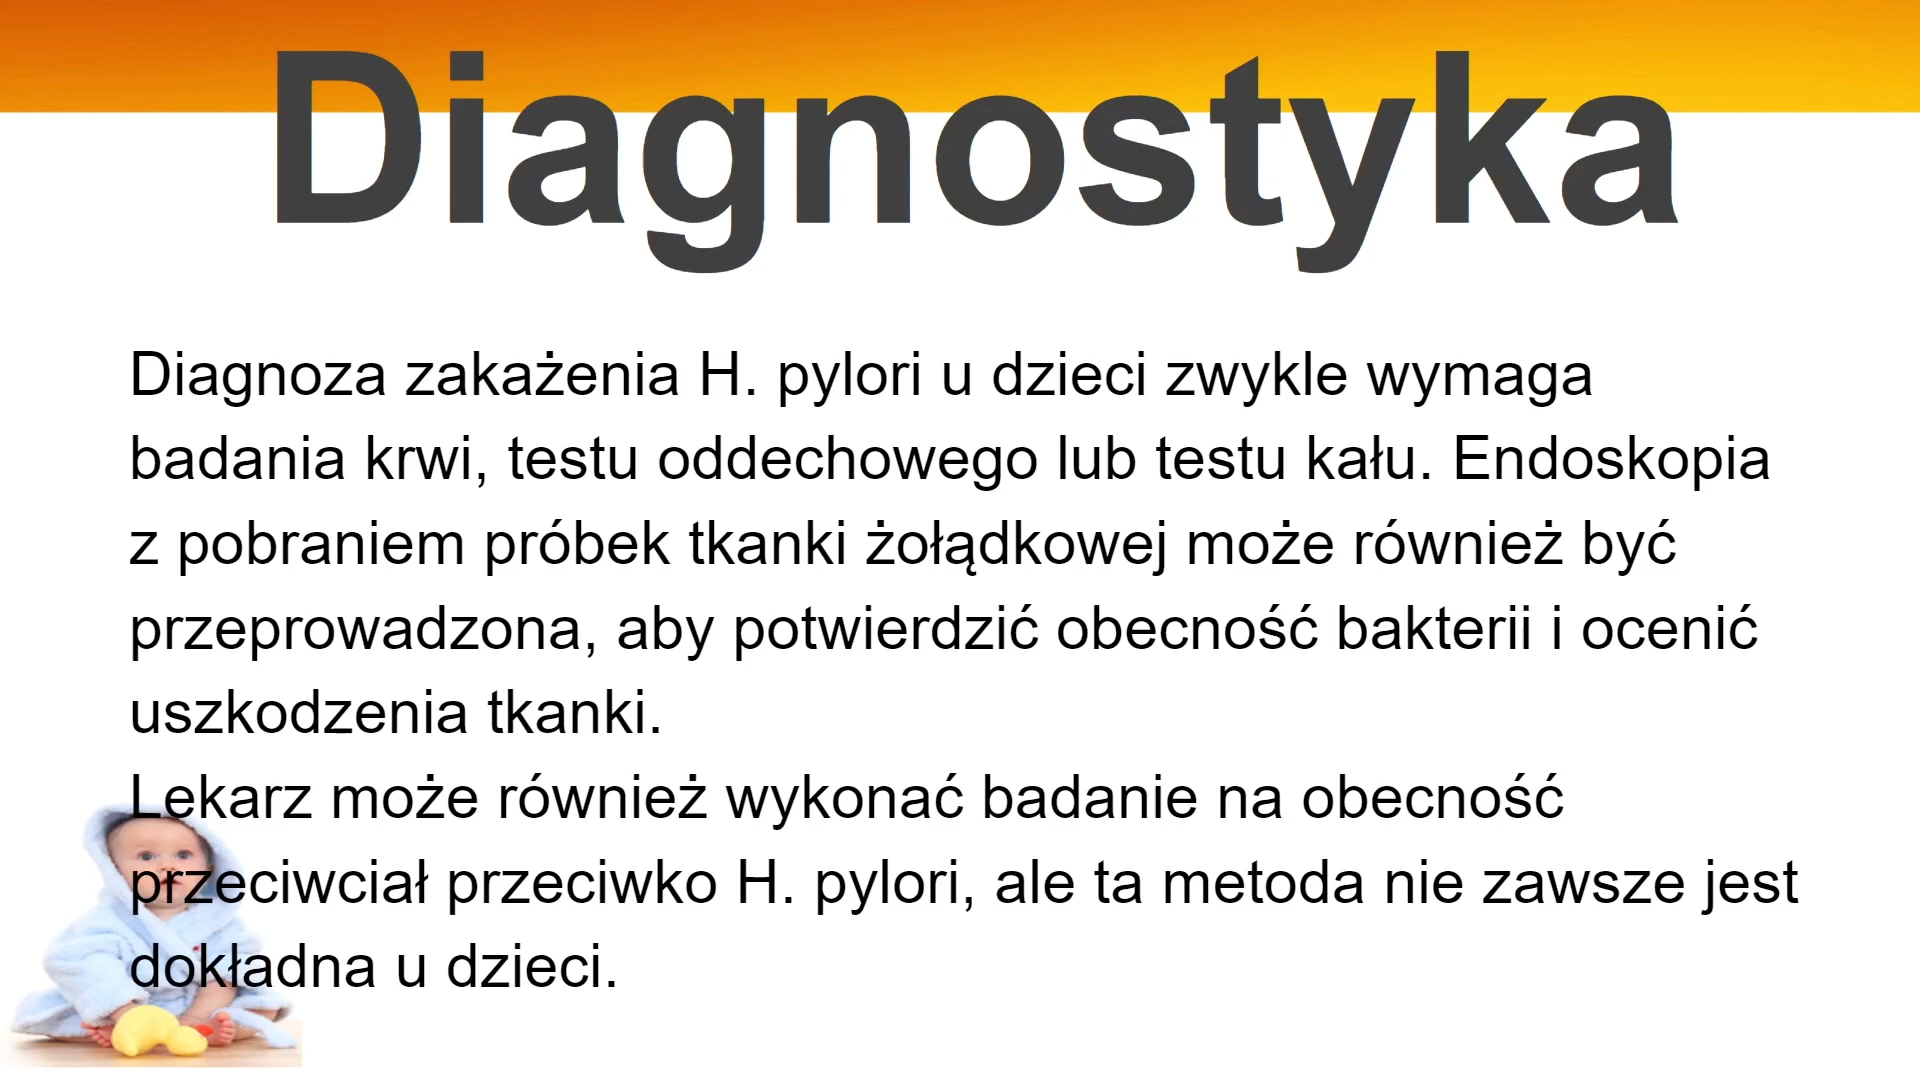 Diagnostyka
Diagnoza zakażenia H. pylori u dzieci zwykle wymaga
badania krwi, testu oddechowego lub testu kału. Endoskopia
z pobraniem próbek tkanki żołądkowej może również być
przeprowadzona, aby potwierdzić obecność bakterii i ocenić
uszkodzenia tkanki.
Lekarz może również wykonać badanie na obecność
przeciwciał przeciwko H. pylori, ale ta metoda nie zawsze jest
dokładna u dzieci.